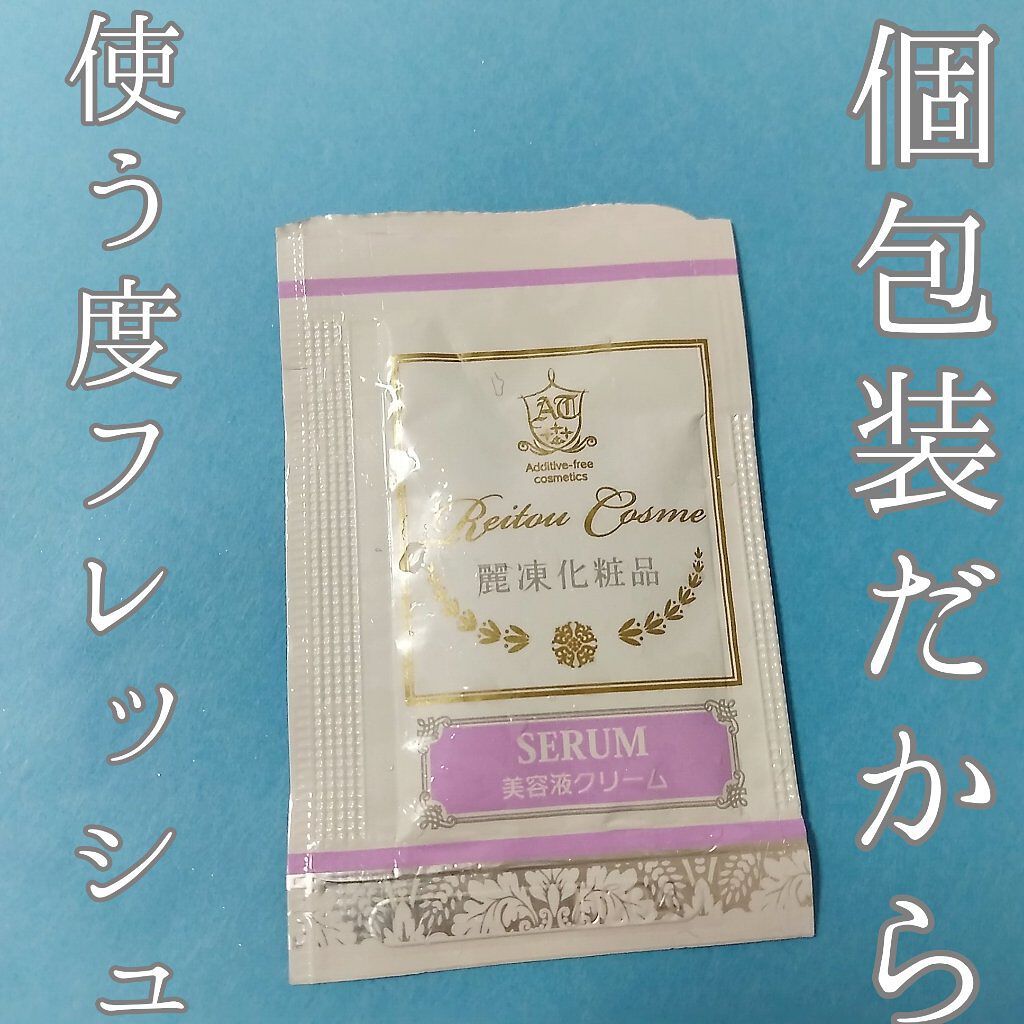 個包装だから
使う度フレッシュ
AT
Additive-free
cosmetics
Reitou Cosme
麗凍化粧品
SERUM
美容液クリーム